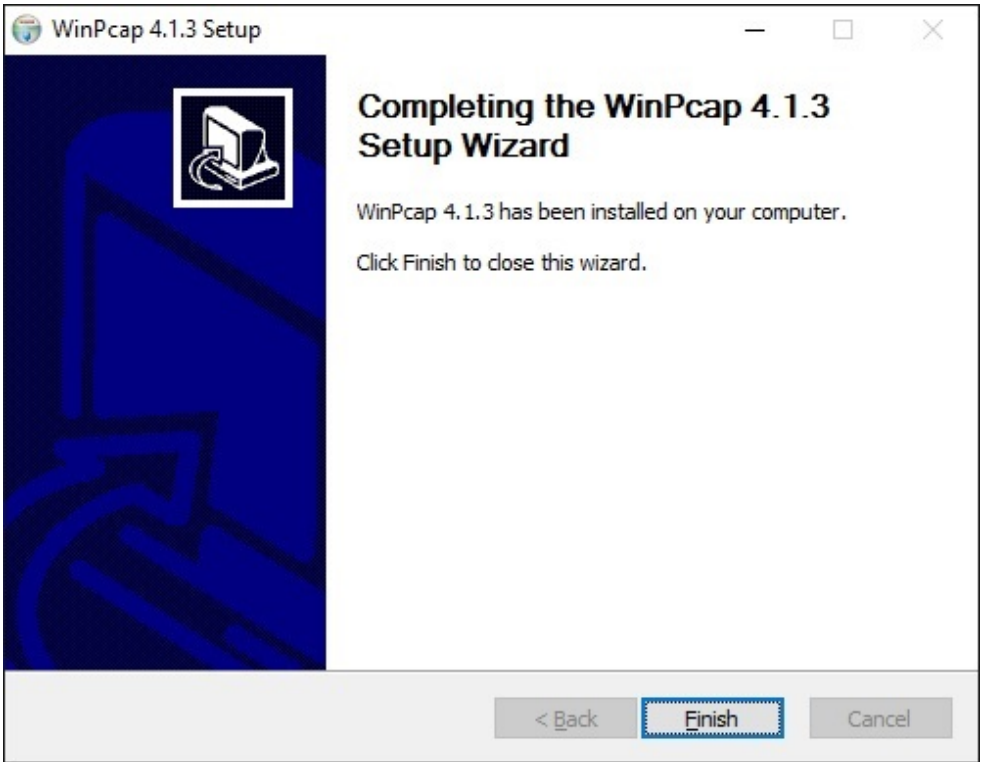 WinPcap 4.1.3 Setup
Completing the WinPcap 4.1.3
Setup Wizard
WinPcap 4.1.3 has been installed on your computer.
Click Finish to close this wizard.
< Back
Finish
Cancel